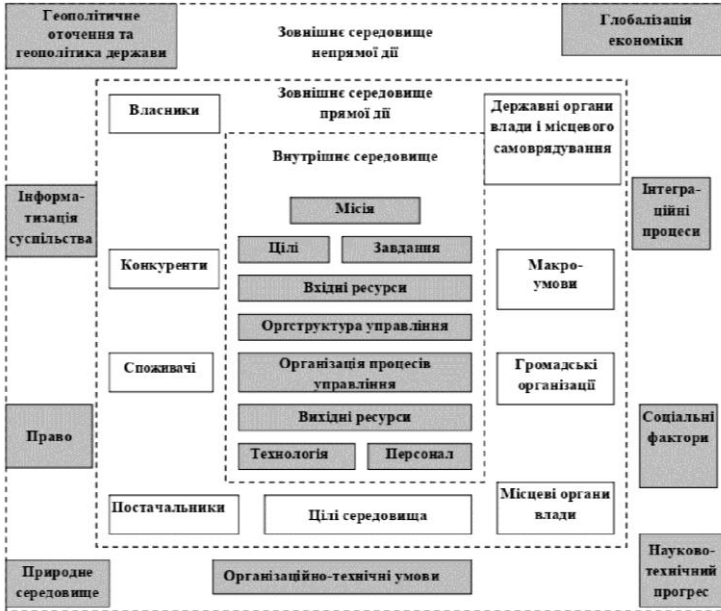 Геополітичне
оточення та
геополітика держави
Зовнішнє середовище
непрямої дії
Глобалізація
економіки
Зовнішнє середовище
прямої дії
Власники
Державні органи
влади і місцевого
самоврядування
Внутрішнє середовище
Інформа-
тизація
суспільства
Місія
Інтегра-
ційні
процеси
Цілі
Завдання
Конкуренти
Вхідні ресурси
Макро-
умови
Оргструктура управління
Споживачі
Організація процесів
управління
Громадські
організації
Право
Вихідні ресурси
Соціальні
фактори
Технологія
Персонал
Постачальники
Цілі середовища
Місцеві органи
влади
Природне
середовище
Організаційно-технічні умови
Науково-
технічний
прогрес